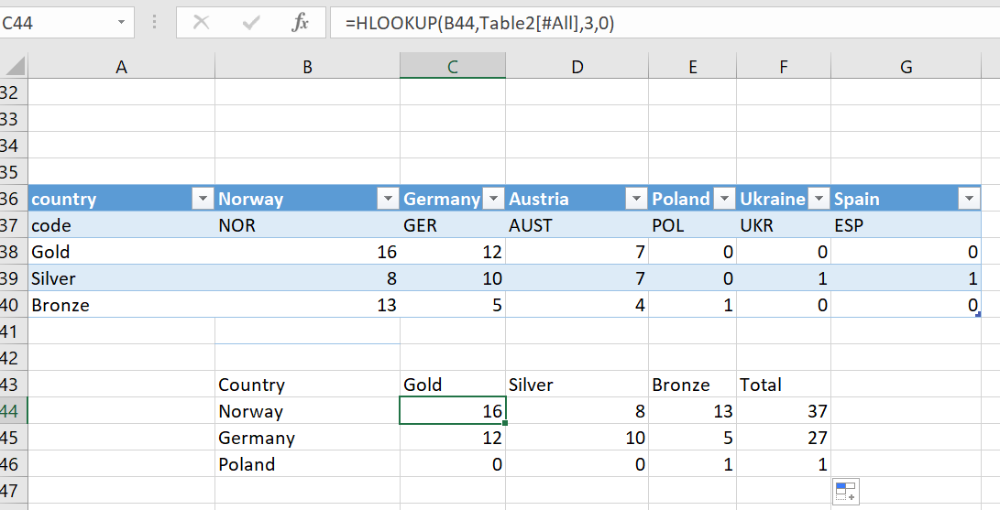 C44 fx =HLOOKUP(B44,Table2[#All],3,0)
A B C D E F G
32
33
34
35
36 country Norway Germany Austria Poland Ukraine Spain
37 code NOR GER AUST POL UKR ESP
38 Gold 16 12 7 0 0 0
39 Silver 8 10 7 0 1 1
40 Bronze 13 5 4 1 0 0
41
42
43 Country Gold Silver Bronze Total
44 Norway 16 8 13 37
45 Germany 12 10 5 27
46 Poland 0 0 1 1
47